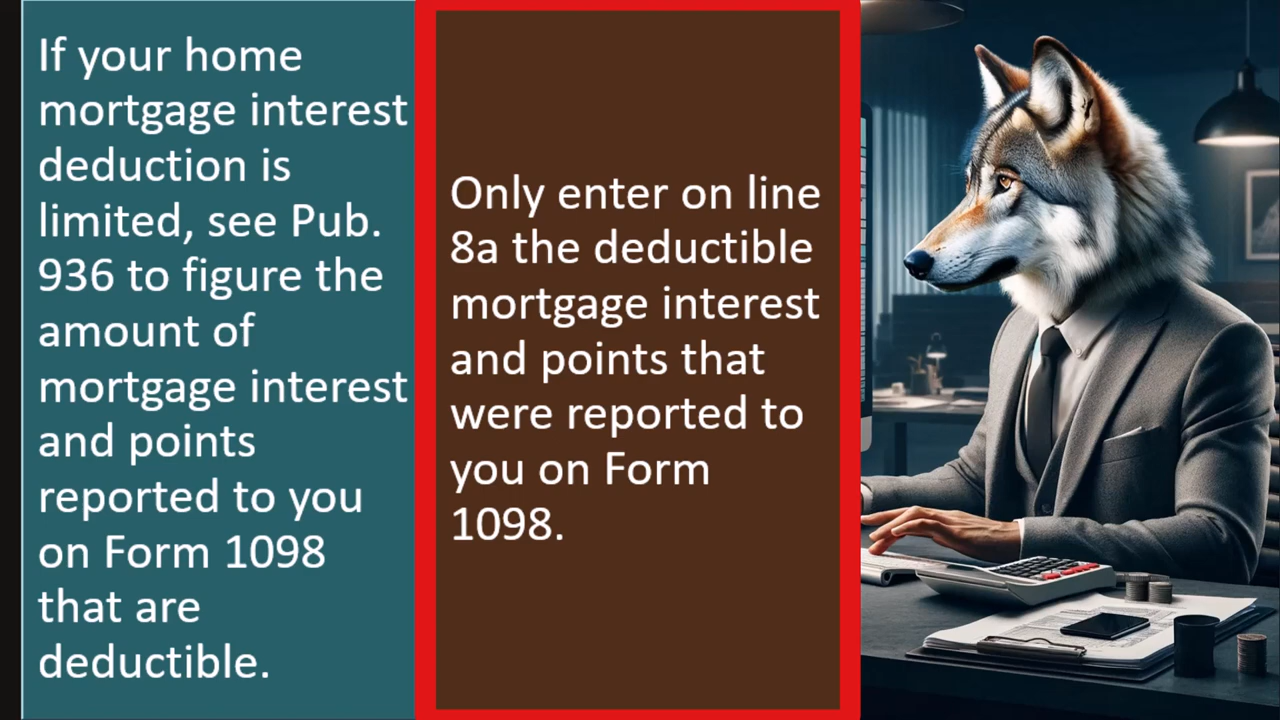 If your home
mortgage interest
deduction is
limited, see Pub.
936 to figure the
amount of
mortgage interest
and points
reported to you
on Form 1098
that are
deductible.
Only enter on line
8a the deductible
mortgage interest
and points that
were reported to
you on Form
1098.